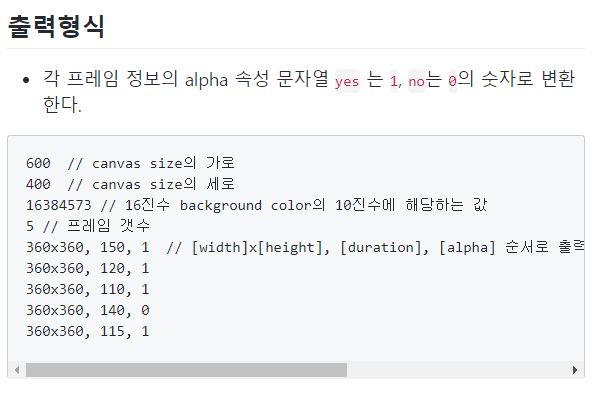 출력형식
각 프레임 정보의 alpha 속성 문자열 yes 는 1, no는 0의 숫자로 변환
한다.
600  // canvas size의 가로
400  // canvas size의 세로
16384573 // 16진수 background color의 10진수에 해당하는 값
5 // 프레임 갯수
360x360, 150, 1  // [width]x[height], [duration], [alpha] 순서로 출력
360x360, 120, 1
360x360, 110, 1
360x360, 140, 0
360x360, 115, 1